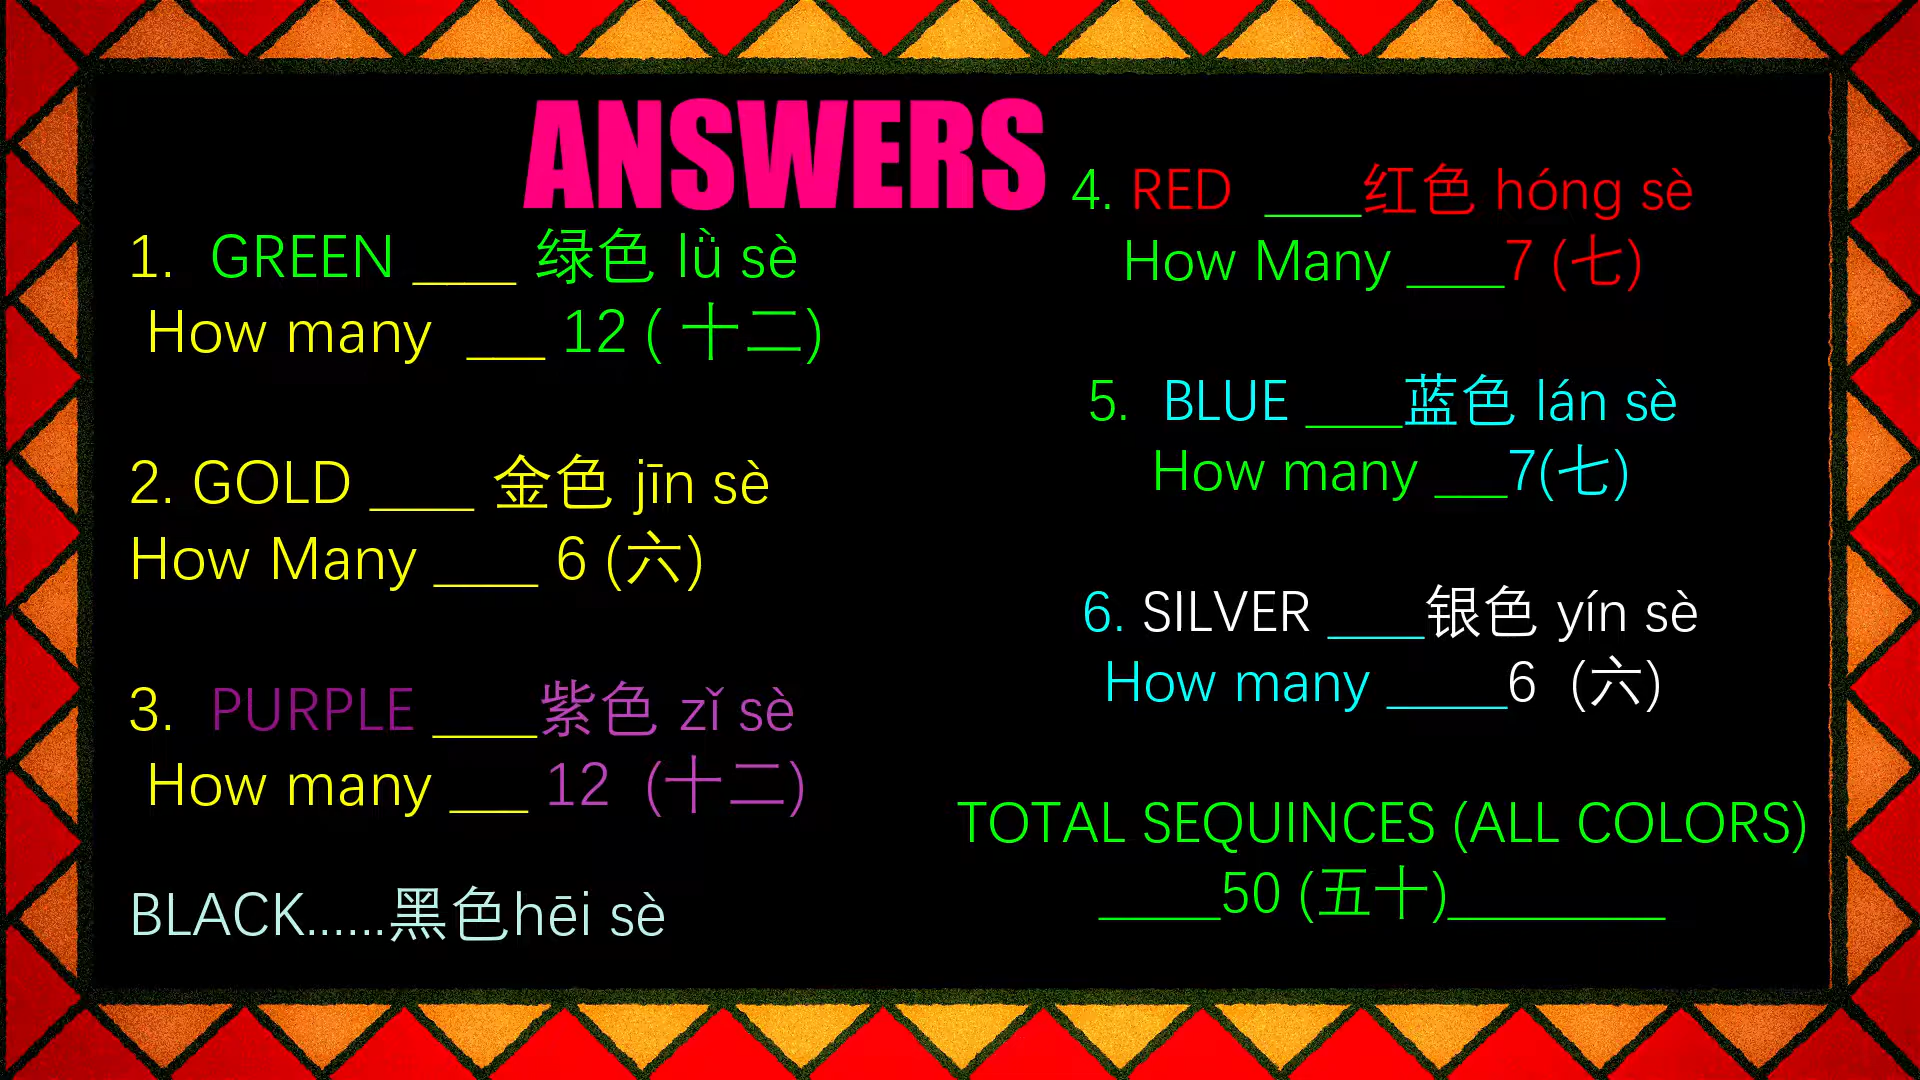 ANSWERS
1. GREEN ____ 绿色 lǜ sè
How many ___ 12 ( 十二)
2. GOLD ____ 金色 jīn sè
How Many ____ 6 (六)
3. PURPLE ____紫色 zǐ sè
How many ___ 12 (十二)
BLACK......黑色hēi sè
4. RED ____红色 hóng sè
How Many ____7 (七)
5. BLUE ____蓝色 lán sè
How many ___7(七)
6. SILVER ____银色 yín sè
How many _____6 (六)
TOTAL SEQUINCES (ALL COLORS)
_____50 (五十)_________